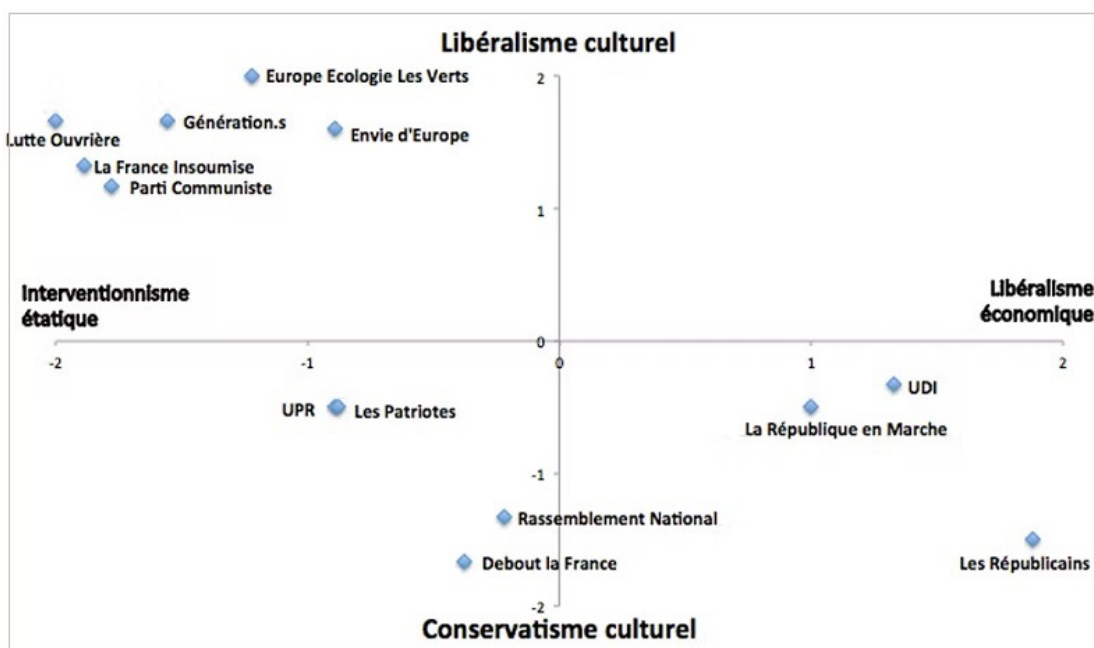 Libéralisme culturel
2
Europe Ecologie Les Verts
Génération.s
Envie d'Europe
Lutte Ouvrière
La France Insoumise
Parti Communiste
1
Interventionnisme
étatique
Libéralisme
économique
0
-2
-1
0
1
2
UDI
UPR
Les Patriotes
La République en Marche
-1
Rassemblement National
Debout la France
Les Républicains
-2
Conservatisme culturel